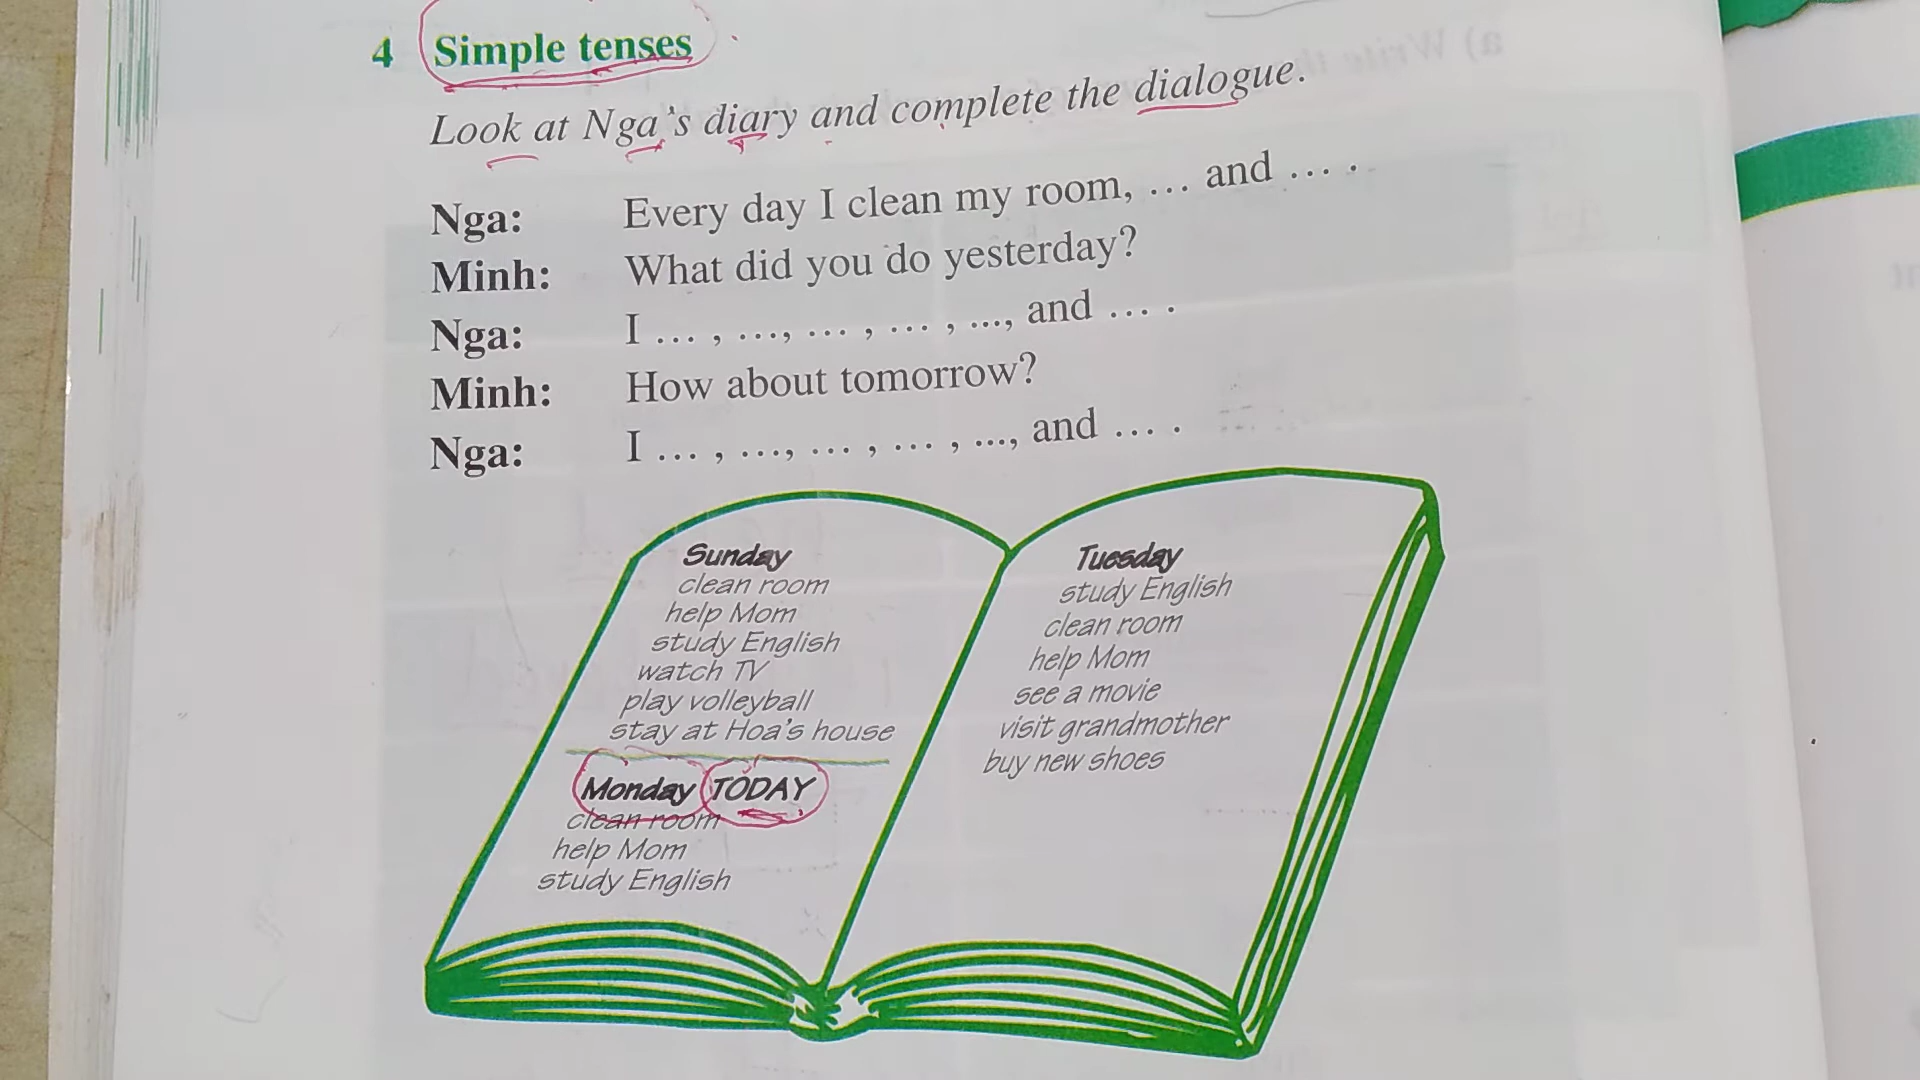 4 Simple tenses
Look at Nga's diary and complete the dialogue.
Nga: Every day I clean my room, ... and ... .
Minh: What did you do yesterday?
Nga: I ... , ..., ... , ... , ..., and ... .
Minh: How about tomorrow?
Nga: I ... , ..., ... , ... , ..., and ... .
Sunday
clean room
help Mom
study English
watch TV
play volleyball
stay at Hoa's house
Monday TODAY
clean room
help Mom
study English
Tuesday
study English
clean room
help Mom
see a movie
visit grandmother
buy new shoes